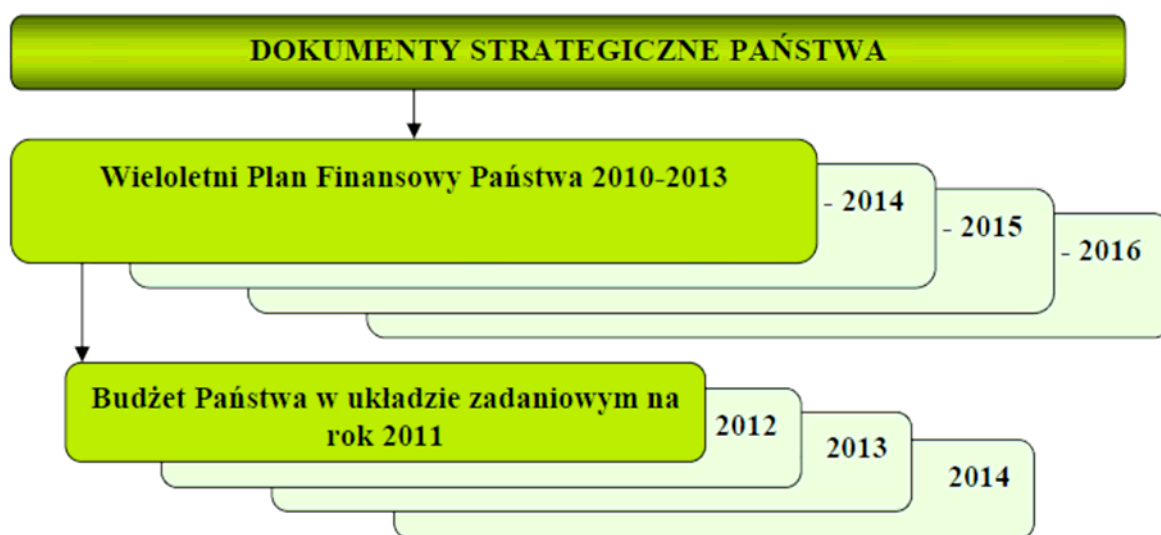 DOKUMENTY STRATEGICZNE PAŃSTWA
Wieloletni Plan Finansowy Państwa 2010-2013
- 2014
- 2015
- 2016
Budżet Państwa w układzie zadaniowym na
rok 2011
2012
2013
2014